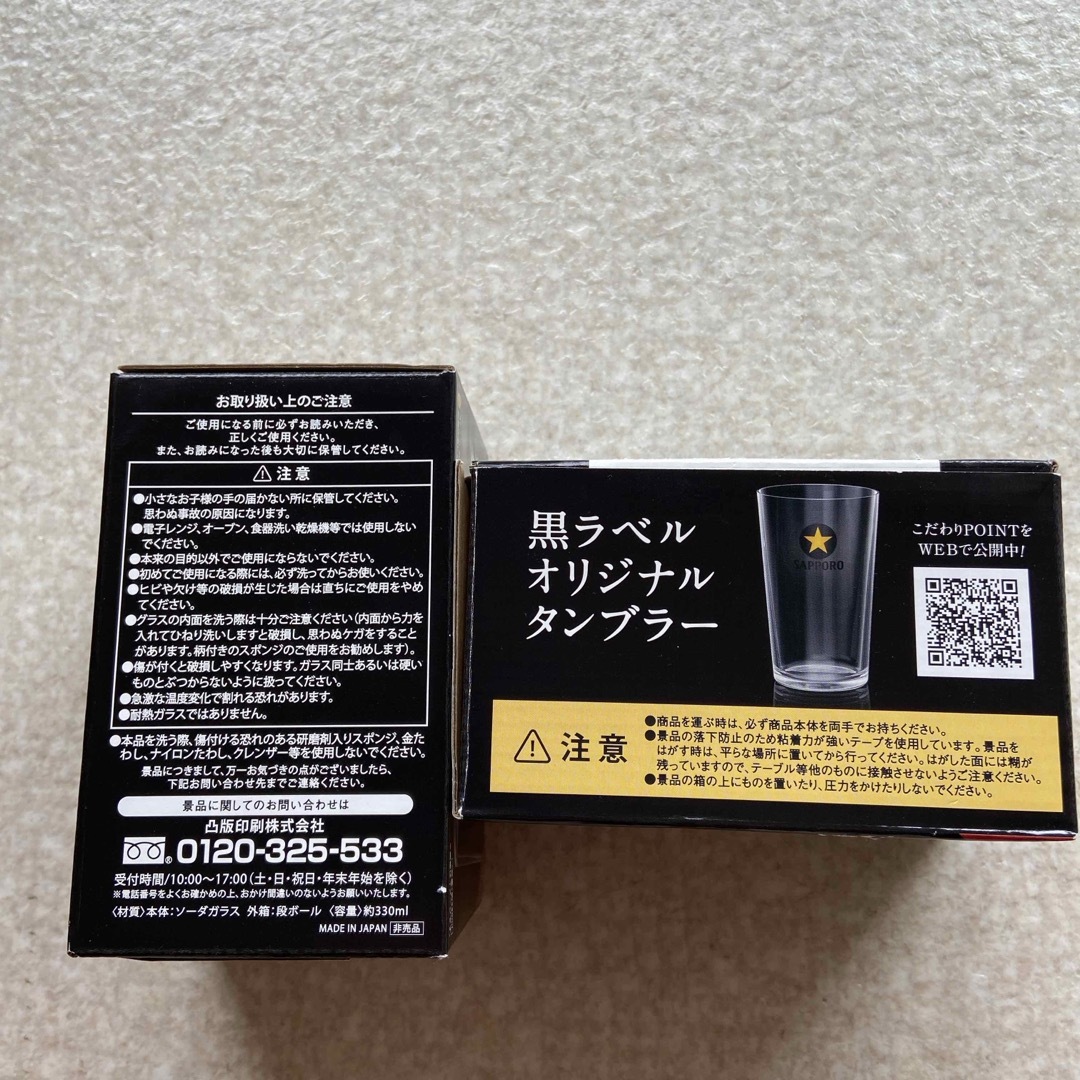 お取り扱い上のご注意
ご使用になる前に必ずお読みいただき、
正しくご使用ください。
また、お読みになった後も大切に保管してください。
⚠注意
●小さなお子様の手の届かない所に保管してください。
思わぬ事故の原因になります。
●電子レンジ、オーブン、食器洗い乾燥機等では使用しない
でください。
●本来の目的以外でご使用にならないでください。
●初めてご使用になる際には、必ず洗ってからお使いください。
●ヒビや欠け等の破損が生じた場合は直ちにご使用をやめ
てください。
●グラスの内面を洗う際は十分ご注意ください（内面から力を
入れてひねり洗いしますと破損し、思わぬケガをすること
があります。柄付きのスポンジのご使用をお勧めします）。
●傷が付くと破損しやすくなります。ガラス同士あるいは硬い
ものとぶつからないように扱ってください。
●急激な温度変化で割れる恐れがあります。
●耐熱ガラスではありません。
●本品を洗う際、傷付ける恐れのある研磨剤入りスポンジ、金た
わし、ナイロンたわし、クレンザー等を使用しないでください。
景品につきまして、万一お気づきの点がございましたら、
下記お問い合わせ先までご連絡ください。
景品に関してのお問い合わせは
凸版印刷株式会社
® 0120-325-533
受付時間/10:00〜17:00（土・日・祝日・年末年始を除く）
※電話番号をよくお確かめの上、おかけ間違いのないようお願いいたします。
〈材質〉本体：ソーダガラス 外箱：段ボール 〈容量〉約330ml
MADE IN JAPAN 非売品
黒ラベル
オリジナル
タンブラー
SAPPORO
こだわりPOINTを
WEBで公開中!
⚠注意
●商品を運ぶ時は、必ず商品本体を両手でお持ちください。
●景品の落下防止のため粘着力が強いテープを使用しています。景品を
はがす時は、平らな場所に置いてから行ってください。はがした面には糊が
残っていますので、テーブル等他のものに接触させないようご注意ください。
●景品の箱の上にものを置いたり、圧力をかけたりしないでください。